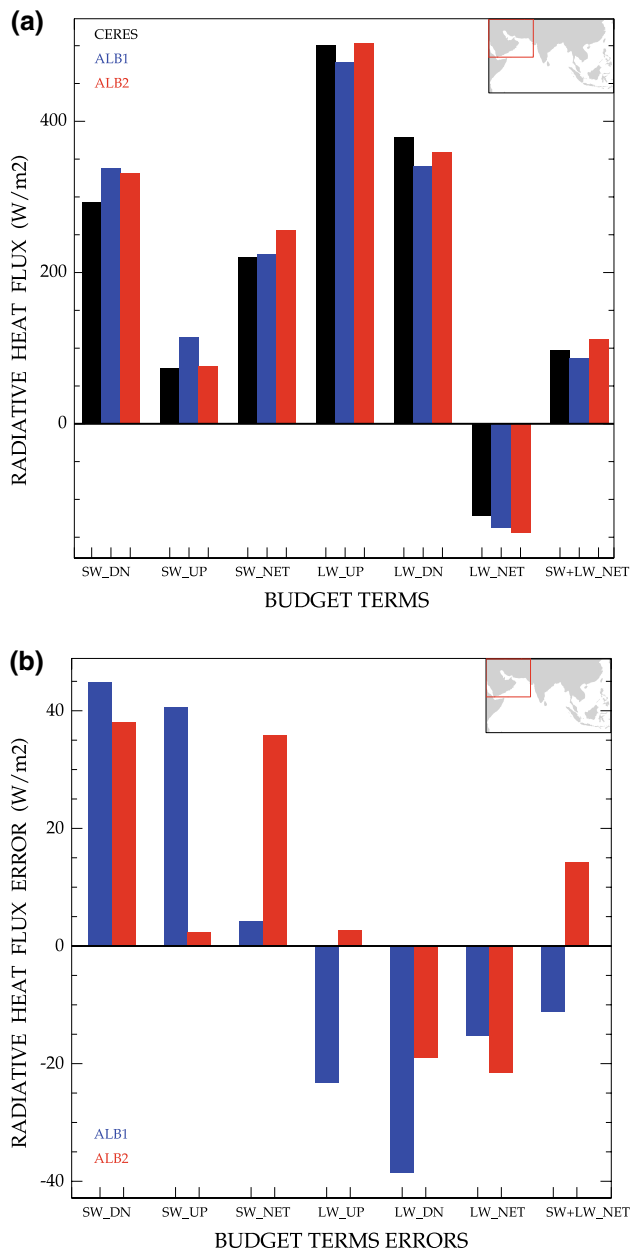 (a)
CERES
ALB1
ALB2
400
200
0
RADIATIVE HEAT FLUX (W/m2)
SW_DN SW_UP SW_NET LW_UP LW_DN LW_NET SW+LW_NET
BUDGET TERMS
(b)
40
20
0
-20
-40
RADIATIVE HEAT FLUX ERROR (W/m2)
ALB1
ALB2
SW_DN SW_UP SW_NET LW_UP LW_DN LW_NET SW+LW_NET
BUDGET TERMS ERRORS